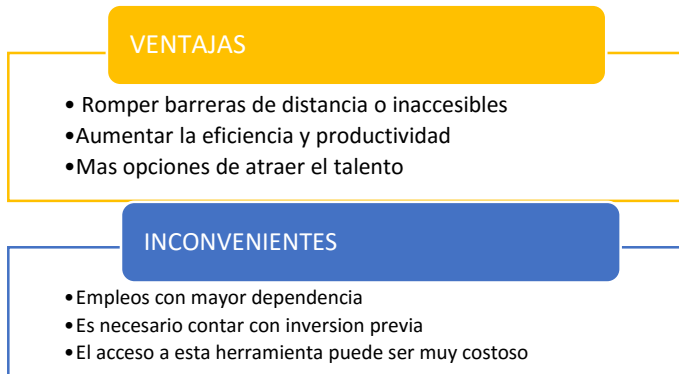 VENTAJAS
• Romper barreras de distancia o inaccesibles
•Aumentar la eficiencia y productividad
•Mas opciones de atraer el talento
INCONVENIENTES
•Empleos con mayor dependencia
•Es necesario contar con inversion previa
•El acceso a esta herramienta puede ser muy costoso